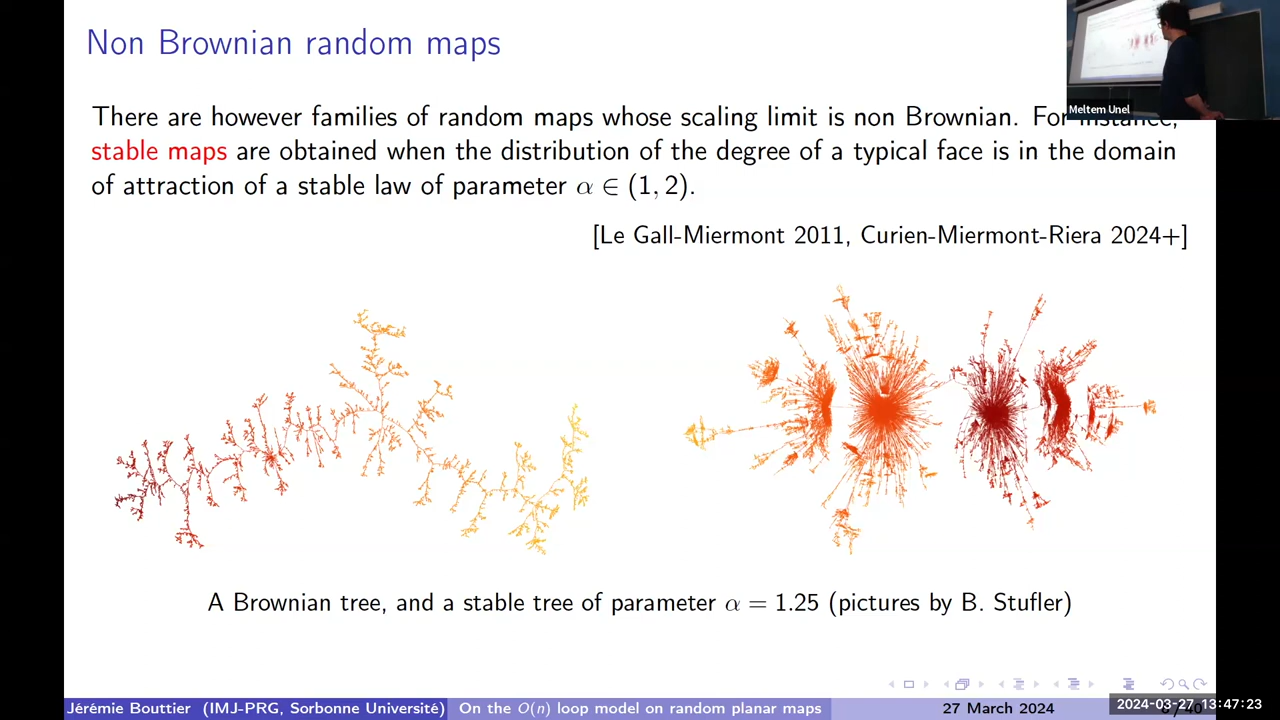 Non Brownian random maps
Meltem Unel
There are however families of random maps whose scaling limit is non Brownian. For instance,
stable maps are obtained when the distribution of the degree of a typical face is in the domain
of attraction of a stable law of parameter α ∈ (1, 2).
[Le Gall-Miermont 2011, Curien-Miermont-Riera 2024+]
A Brownian tree, and a stable tree of parameter α = 1.25 (pictures by B. Stufler)
Jérémie Bouttier (IMJ-PRG, Sorbonne Université) On the O(n) loop model on random planar maps 27 March 2024
2024-03-27 13:47:23